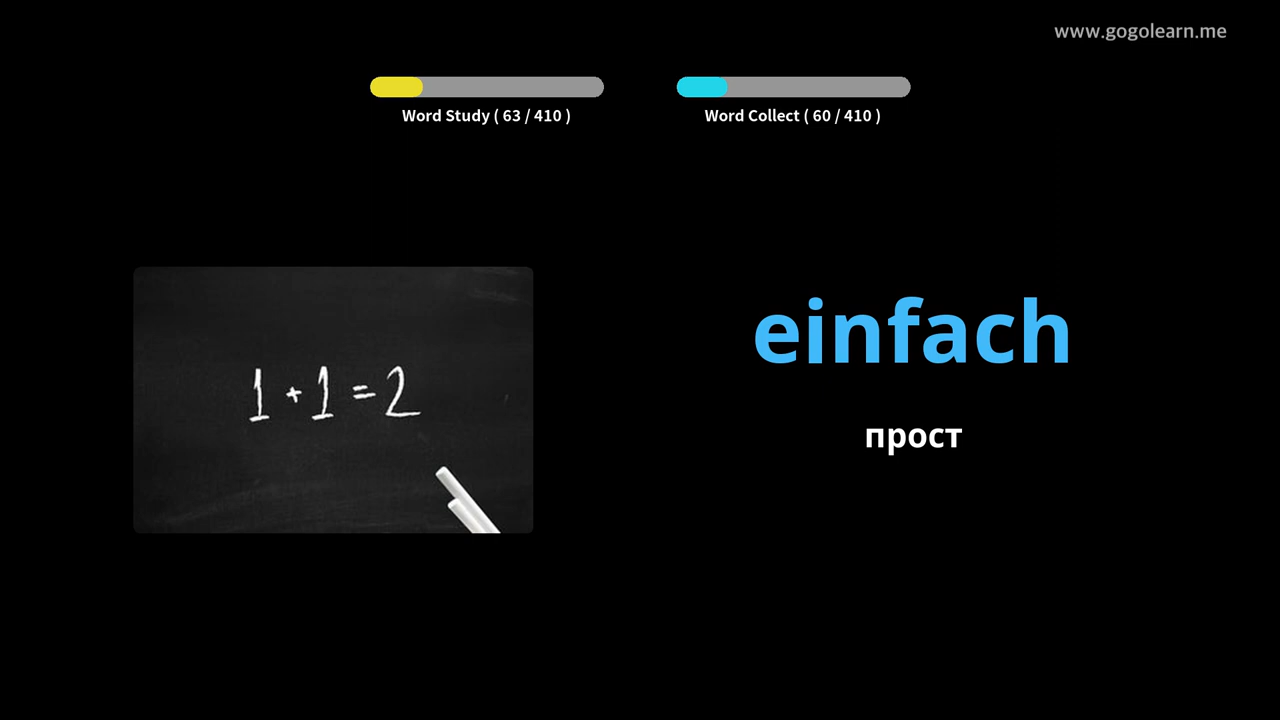 www.gogolearn.me
Word Study ( 63 / 410 )
Word Collect ( 60 / 410 )
1 + 1 = 2
einfach
прост